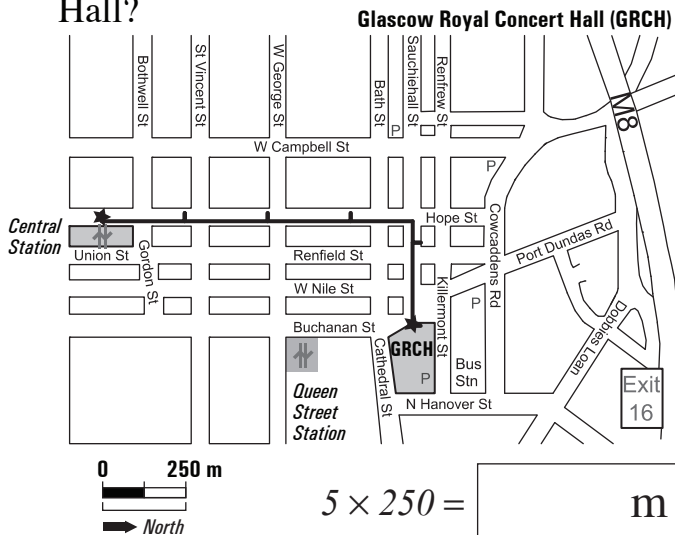 Hall?
Glascow Royal Concert Hall (GRCH)
Bothwell St
St Vincent St
W George St
Bath St
Sauchiehall St
Renfrew St
M8
P
W Campbell St
P
Central
Station
Hope St
Cowcaddens Rd
Port Dundas Rd
Union St
Gordon St
Renfield St
W Nile St
Killermont St
P
Dobbies Loan
Buchanan St
Cathedral St
GRCH
P
Bus
Stn
Queen
Street
Station
N Hanover St
Exit
16
0 250 m
North
5 × 250 = m